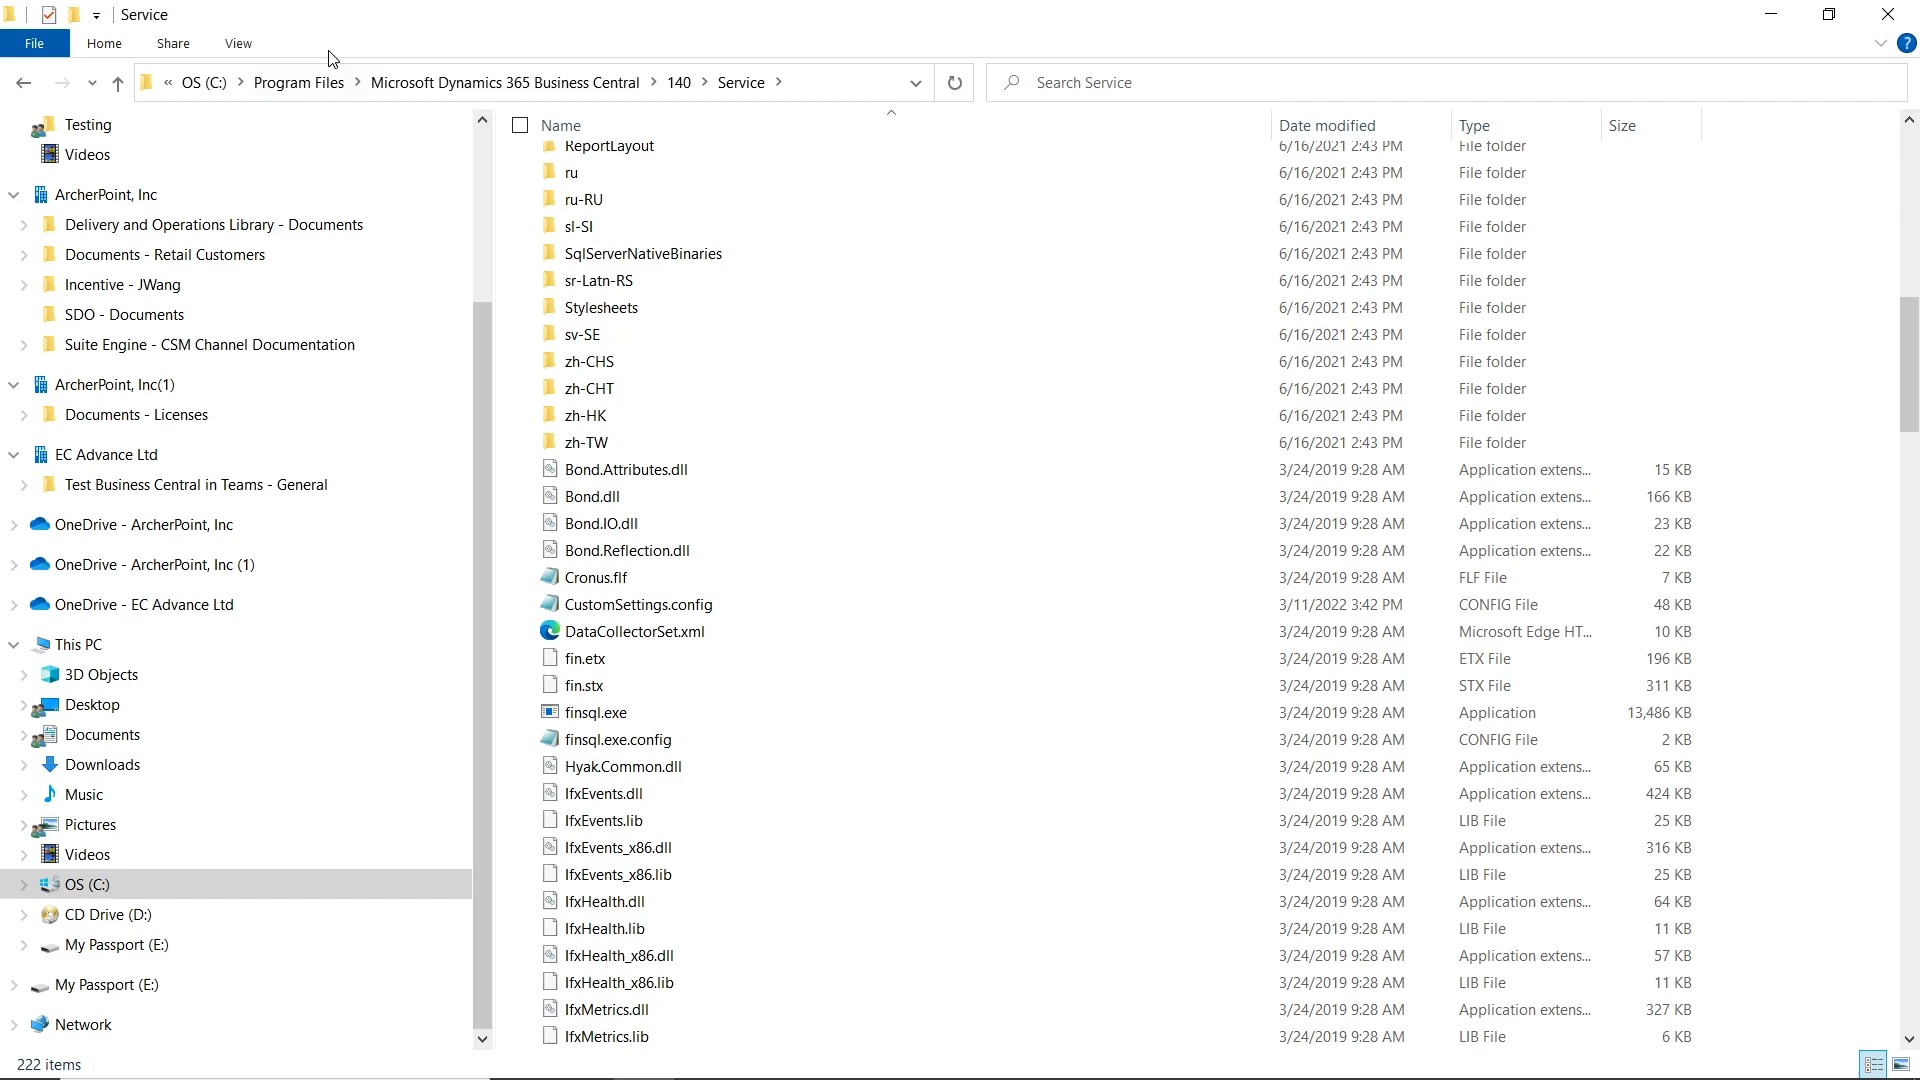 Service
File Home Share View
« OS (C:) > Program Files > Microsoft Dynamics 365 Business Central > 140 > Service >
Search Service
Testing
Videos
ArcherPoint, Inc
Delivery and Operations Library - Documents
Documents - Retail Customers
Incentive - JWang
SDO - Documents
Suite Engine - CSM Channel Documentation
ArcherPoint, Inc(1)
Documents - Licenses
EC Advance Ltd
Test Business Central in Teams - General
OneDrive - ArcherPoint, Inc
OneDrive - ArcherPoint, Inc (1)
OneDrive - EC Advance Ltd
This PC
3D Objects
Desktop
Documents
Downloads
Music
Pictures
Videos
OS (C:)
CD Drive (D:)
My Passport (E:)
My Passport (E:)
Network
Name Date modified Type Size
ReportLayout 6/16/2021 2:43 PM File folder
ru 6/16/2021 2:43 PM File folder
ru-RU 6/16/2021 2:43 PM File folder
sl-SI 6/16/2021 2:43 PM File folder
SqlServerNativeBinaries 6/16/2021 2:43 PM File folder
sr-Latn-RS 6/16/2021 2:43 PM File folder
Stylesheets 6/16/2021 2:43 PM File folder
sv-SE 6/16/2021 2:43 PM File folder
zh-CHS 6/16/2021 2:43 PM File folder
zh-CHT 6/16/2021 2:43 PM File folder
zh-HK 6/16/2021 2:43 PM File folder
zh-TW 6/16/2021 2:43 PM File folder
Bond.Attributes.dll 3/24/2019 9:28 AM Application extens... 15 KB
Bond.dll 3/24/2019 9:28 AM Application extens... 166 KB
Bond.IO.dll 3/24/2019 9:28 AM Application extens... 23 KB
Bond.Reflection.dll 3/24/2019 9:28 AM Application extens... 22 KB
Cronus.flf 3/24/2019 9:28 AM FLF File 7 KB
CustomSettings.config 3/11/2022 3:42 PM CONFIG File 48 KB
DataCollectorSet.xml 3/24/2019 9:28 AM Microsoft Edge HT... 10 KB
fin.etx 3/24/2019 9:28 AM ETX File 196 KB
fin.stx 3/24/2019 9:28 AM STX File 311 KB
finsql.exe 3/24/2019 9:28 AM Application 13,486 KB
finsql.exe.config 3/24/2019 9:28 AM CONFIG File 2 KB
Hyak.Common.dll 3/24/2019 9:28 AM Application extens... 65 KB
IfxEvents.dll 3/24/2019 9:28 AM Application extens... 424 KB
IfxEvents.lib 3/24/2019 9:28 AM LIB File 25 KB
IfxEvents_x86.dll 3/24/2019 9:28 AM Application extens... 316 KB
IfxEvents_x86.lib 3/24/2019 9:28 AM LIB File 25 KB
IfxHealth.dll 3/24/2019 9:28 AM Application extens... 64 KB
IfxHealth.lib 3/24/2019 9:28 AM LIB File 11 KB
IfxHealth_x86.dll 3/24/2019 9:28 AM Application extens... 57 KB
IfxHealth_x86.lib 3/24/2019 9:28 AM LIB File 11 KB
IfxMetrics.dll 3/24/2019 9:28 AM Application extens... 327 KB
IfxMetrics.lib 3/24/2019 9:28 AM LIB File 6 KB
222 items